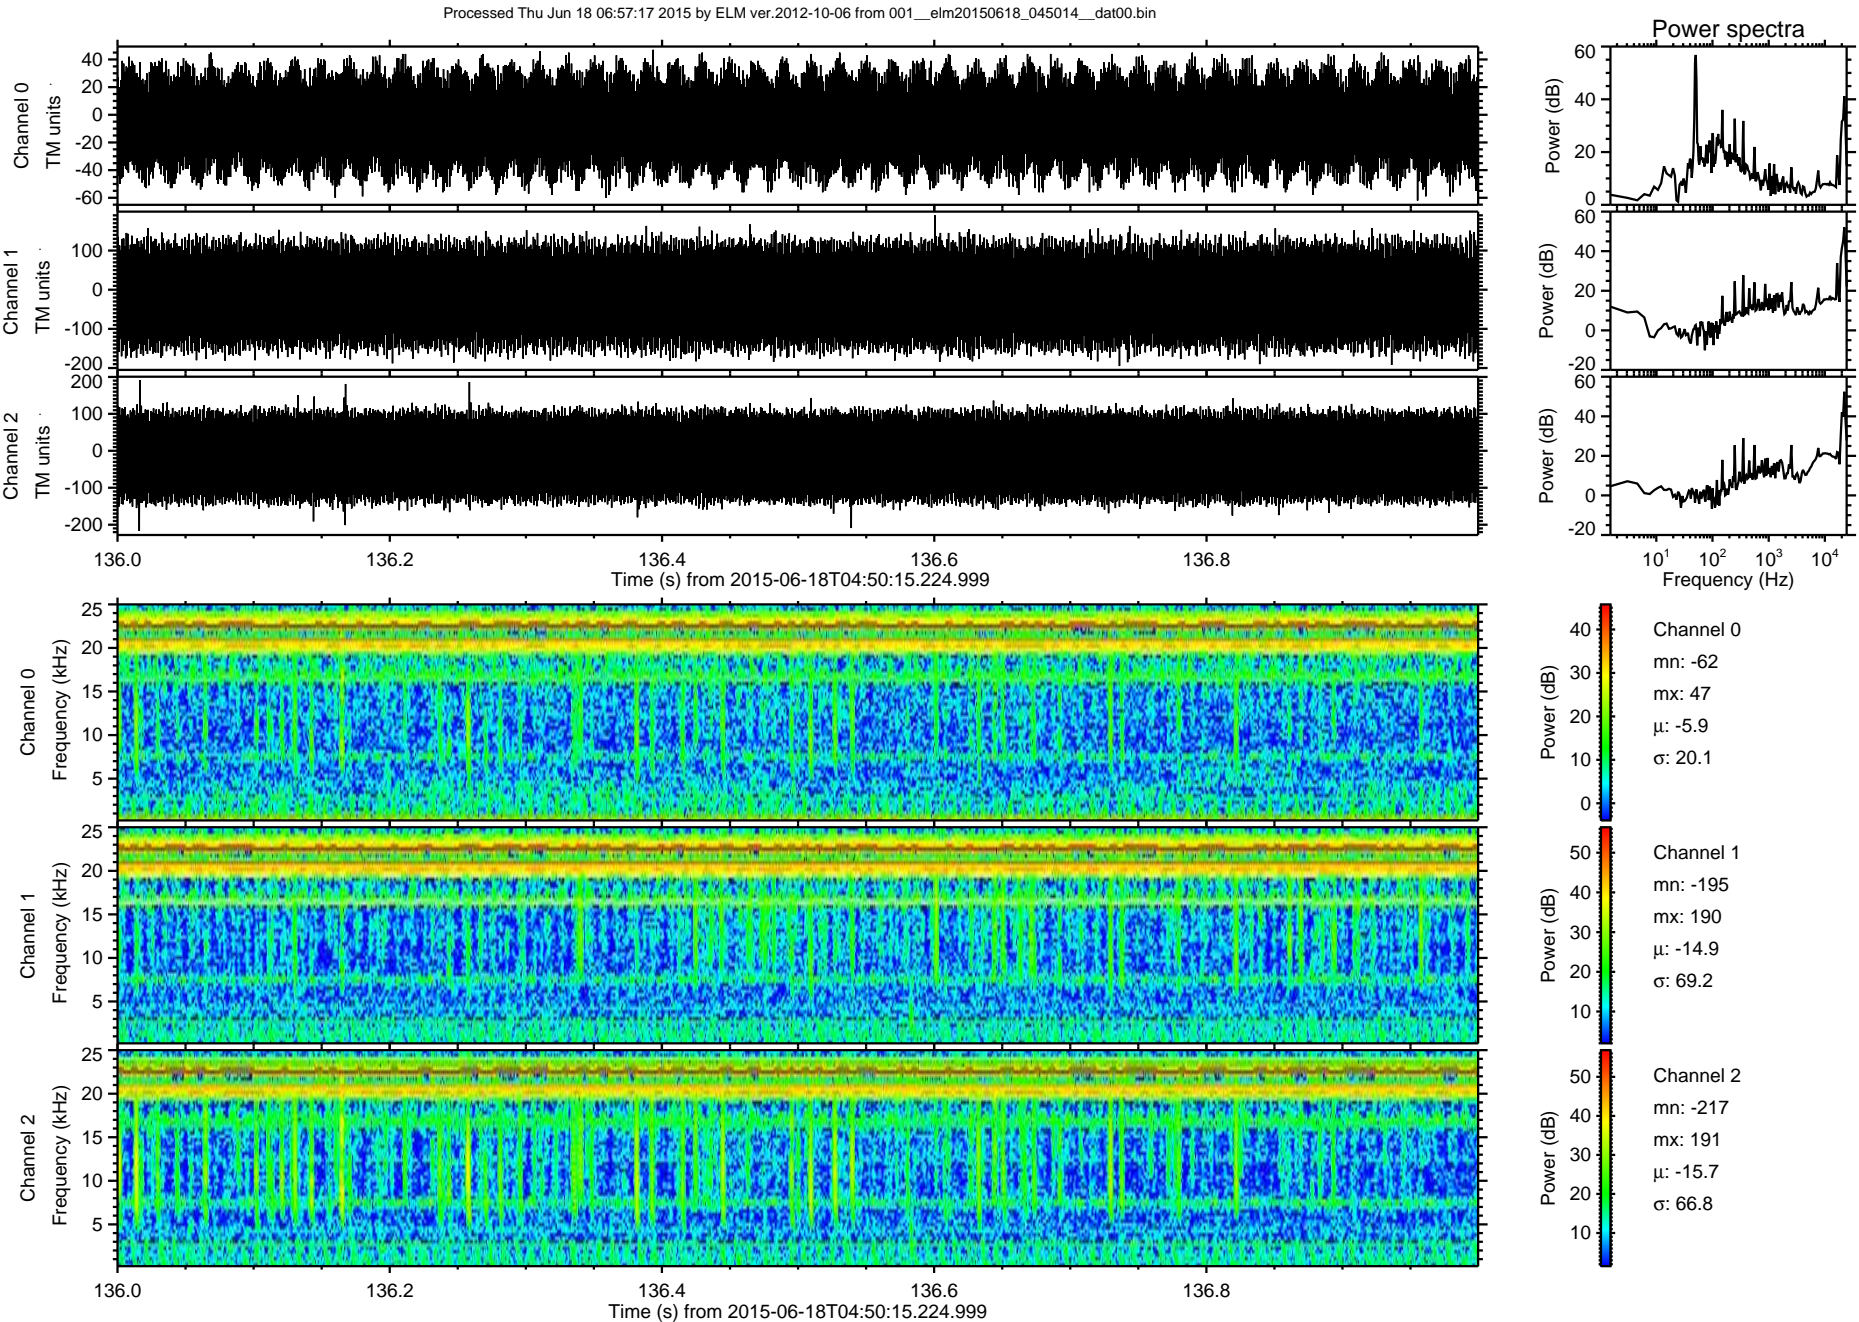 Processed Thu Jun 18 06:57:17 2015 by ELM ver.2012-10-06 from 001__elm20150618_045014__dat00.bin
Power spectra
Channel 0
TM units
40
20
0
-20
-40
-60
Power (dB)
60
40
20
0
Channel 1
TM units
100
0
-100
-200
Power (dB)
60
40
20
0
-20
Channel 2
TM units
200
100
0
-100
-200
Power (dB)
60
40
20
0
-20
136.0
136.2
136.4
136.6
136.8
Time (s) from 2015-06-18T04:50:15.224.999
10^1
10^2
10^3
10^4
Frequency (Hz)
Channel 0
Frequency (kHz)
25
20
15
10
5
Power (dB)
40
30
20
10
0
Channel 0
mn: -62
mx: 47
µ: -5.9
σ: 20.1
Channel 1
Frequency (kHz)
25
20
15
10
5
Power (dB)
50
40
30
20
10
Channel 1
mn: -195
mx: 190
µ: -14.9
σ: 69.2
Channel 2
Frequency (kHz)
25
20
15
10
5
Power (dB)
50
40
30
20
10
Channel 2
mn: -217
mx: 191
µ: -15.7
σ: 66.8
136.0
136.2
136.4
136.6
136.8
Time (s) from 2015-06-18T04:50:15.224.999